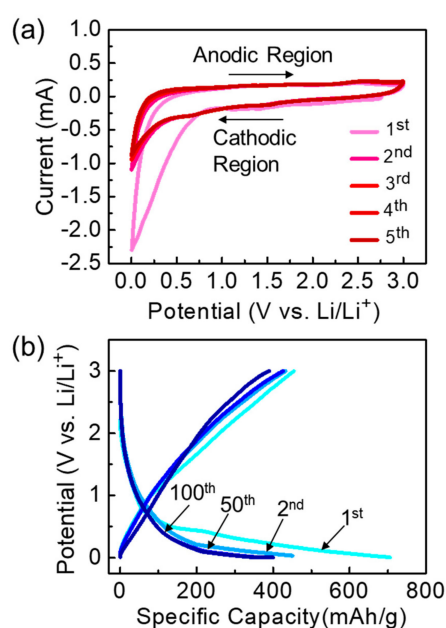 (a)
Anodic Region
Cathodic
Region
1st
2nd
3rd
4th
5th
Current (mA)
0.5
0.0
-0.5
-1.0
-1.5
-2.0
-2.5
0.0 0.5 1.0 1.5 2.0 2.5 3.0
Potential (V vs. Li/Li+)
(b)
Potential (V vs. Li/Li+)
3
2
1
0
100th
50th
2nd
1st
0 200 400 600 800
Specific Capacity(mAh/g)